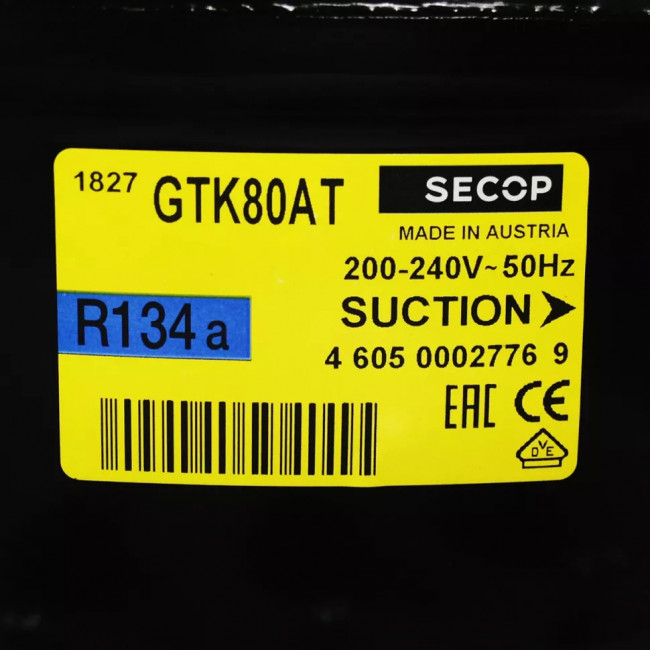 1827 GTK80AT SECOP
MADE IN AUSTRIA
200-240V~50Hz
R134a
SUCTION
4 605 0002776 9
EAC CE
DVE